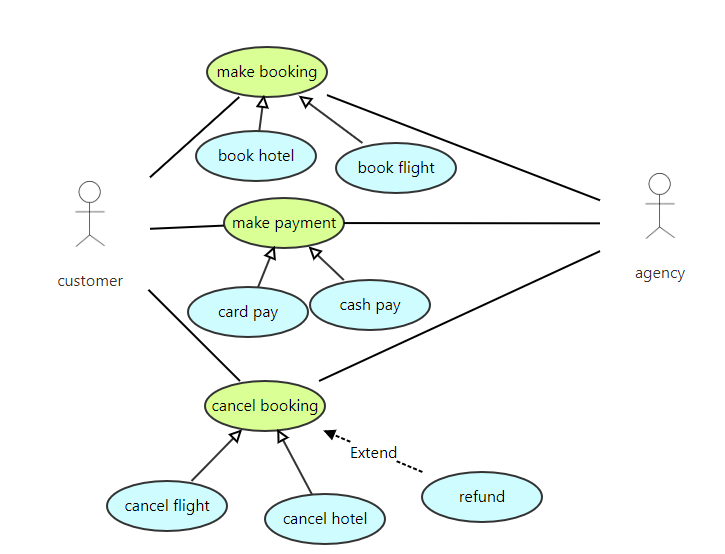 make booking
book hotel
book flight
make payment
customer
agency
card pay
cash pay
cancel booking
Extend
cancel flight
cancel hotel
refund